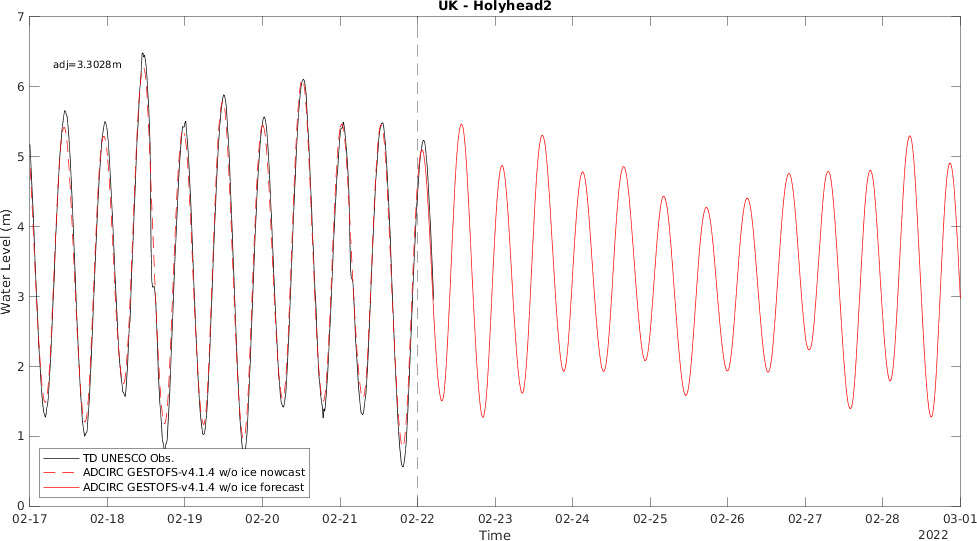 UK - Holyhead2
7
6
5
4
3
2
1
0
Water Level (m)
adj=3.3028m
TD UNESCO Obs.
ADCIRC GESTOFS-v4.1.4 w/o ice nowcast
ADCIRC GESTOFS-v4.1.4 w/o ice forecast
02-17 02-18 02-19 02-20 02-21 02-22 02-23 02-24 02-25 02-26 02-27 02-28 03-01
Time
2022